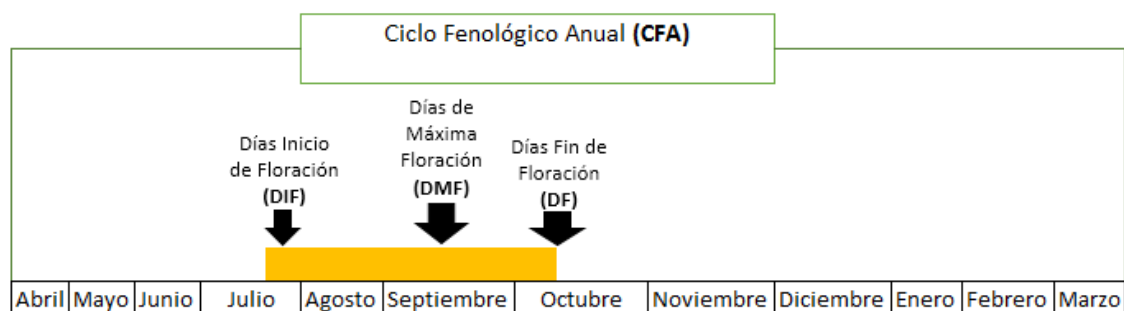 Ciclo Fenológico Anual (CFA)
Días Inicio
de Floración
(DIF)
Días de
Máxima
Floración
(DMF)
Días Fin de
Floración
(DF)
Abril Mayo Junio Julio Agosto Septiembre Octubre Noviembre Diciembre Enero Febrero Marzo